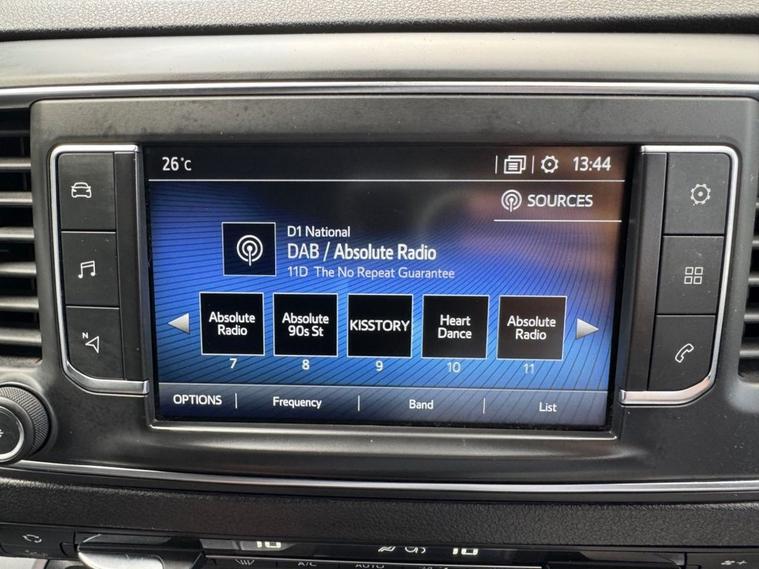 26°C
13:44
SOURCES
D1 National
DAB / Absolute Radio
11D The No Repeat Guarantee
Absolute
Radio
7
Absolute
90s St
8
KISSTORY
9
Heart
Dance
10
Absolute
Radio
11
OPTIONS
Frequency
Band
List
N
A/C
AUTO